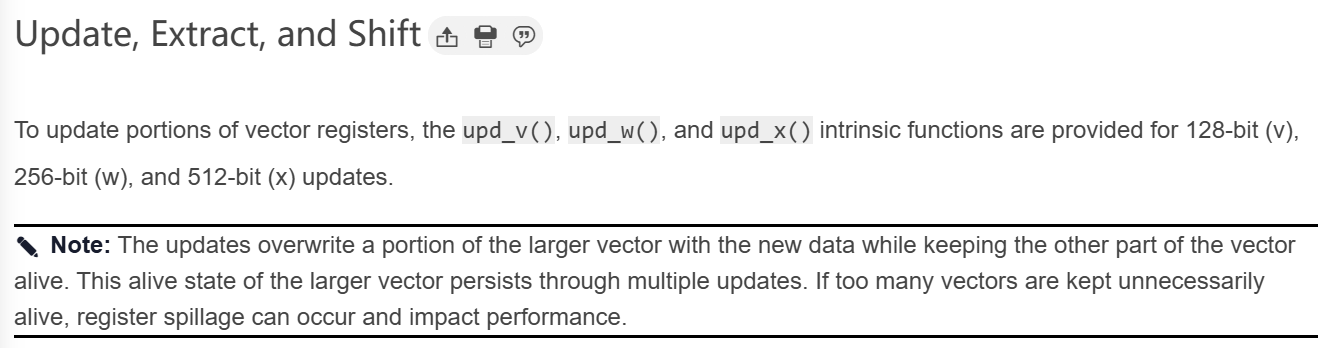 Update, Extract, and Shift
To update portions of vector registers, the upd_v(), upd_w(), and upd_x() intrinsic functions are provided for 128-bit (v),
256-bit (w), and 512-bit (x) updates.
Note: The updates overwrite a portion of the larger vector with the new data while keeping the other part of the vector
alive. This alive state of the larger vector persists through multiple updates. If too many vectors are kept unnecessarily
alive, register spillage can occur and impact performance.